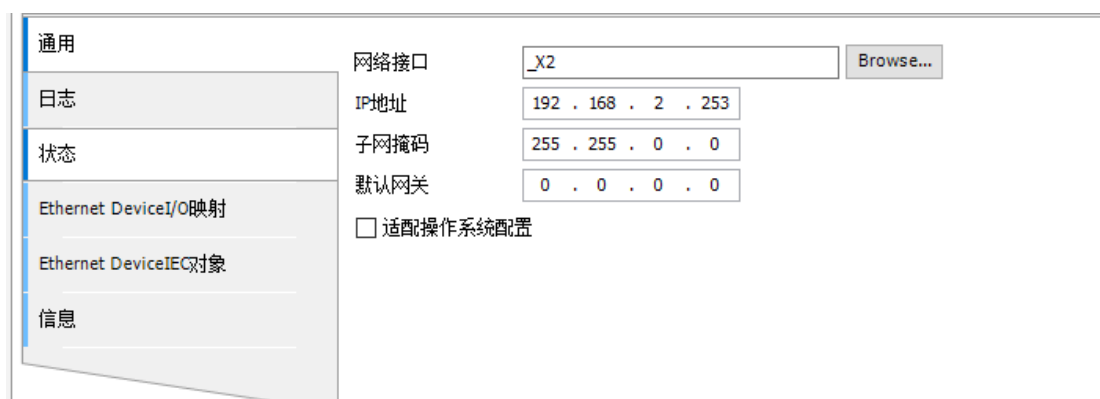 通用
日志
状态
Ethernet DeviceI/O映射
Ethernet DeviceIEC对象
信息
网络接口 _X2 Browse...
IP地址 192 . 168 . 2 . 253
子网掩码 255 . 255 . 0 . 0
默认网关 0 . 0 . 0 . 0
适配操作系统配置